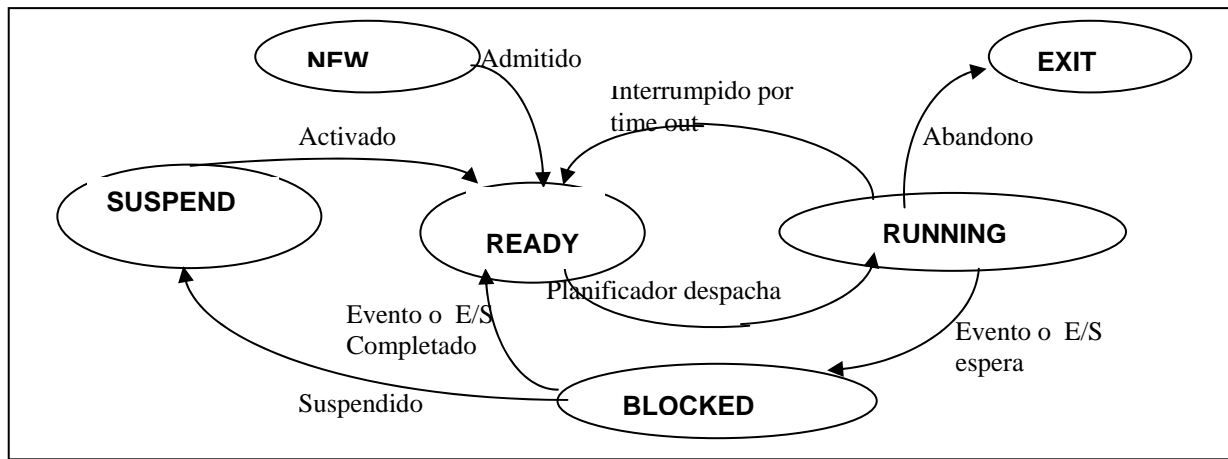 NEW
Admitido
EXIT
Interrumpido por
time out
Activado
Abandono
SUSPEND
READY
RUNNING
Planificador despacha
Evento o E/S
Completado
Evento o E/S
espera
Suspendido
BLOCKED